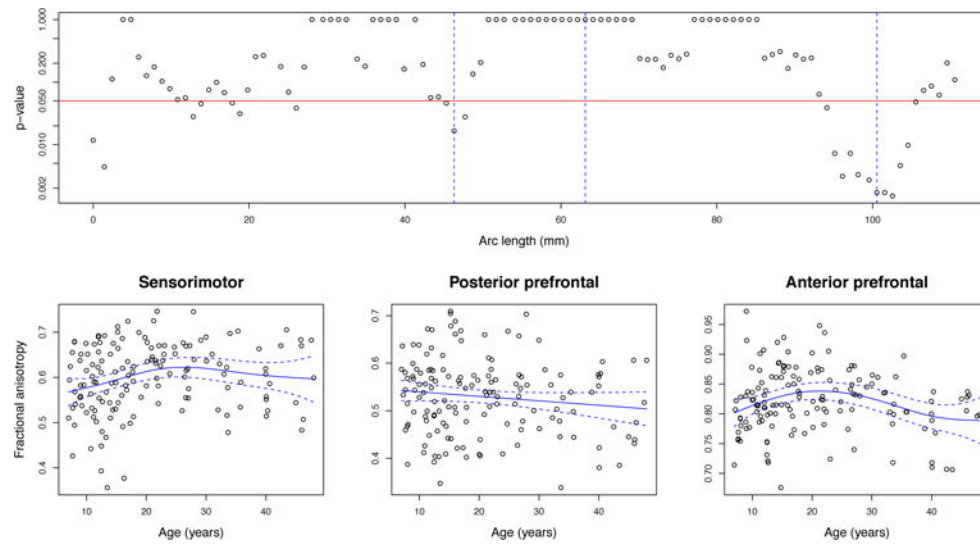 1.000
0.200
0.050
0.010
0.002
p-value
0 20 40 60 80 100
Arc length (mm)
Sensorimotor
Posterior prefrontal
Anterior prefrontal
Fractional anisotropy
0.7
0.6
0.5
0.4
0.7
0.6
0.5
0.4
0.95
0.90
0.85
0.80
0.75
0.70
10 20 30 40
10 20 30 40
10 20 30 40
Age (years)
Age (years)
Age (years)